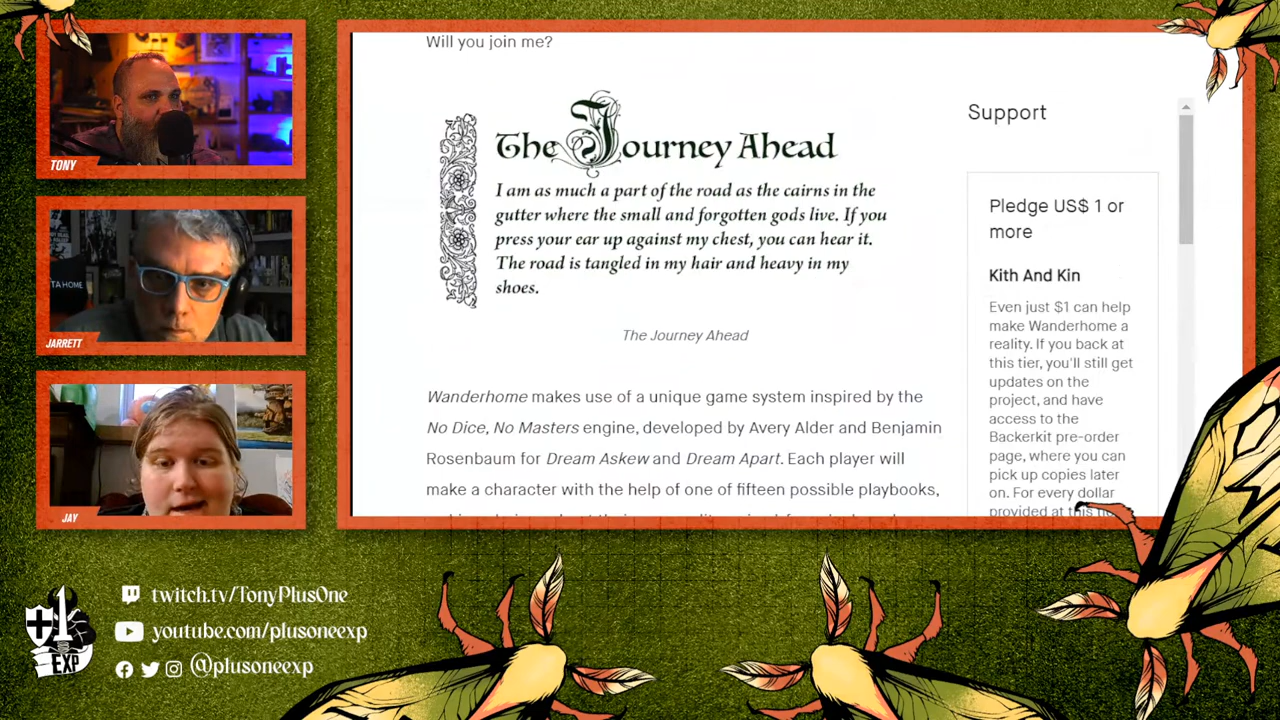 TONY
TA HOME
JARRETT
JAY
Will you join me?
The Journey Ahead
I am as much a part of the road as the cairns in the
gutter where the small and forgotten gods live. If you
press your ear up against my chest, you can hear it.
The road is tangled in my hair and heavy in my
shoes.
The Journey Ahead
Wanderhome makes use of a unique game system inspired by the
No Dice, No Masters engine, developed by Avery Alder and Benjamin
Rosenbaum for Dream Askew and Dream Apart. Each player will
make a character with the help of one of fifteen possible playbooks,
Support
Pledge US$ 1 or
more
Kith And Kin
Even just $1 can help
make Wanderhome a
reality. If you back at
this tier, you'll still get
updates on the
project, and have
access to the
Backerkit pre-order
page, where you can
pick up copies later
on. For every dollar
provided at this
1
EXP
twitch.tv/TonyPlusOne
youtube.com/plusoneexp
@plusoneexp